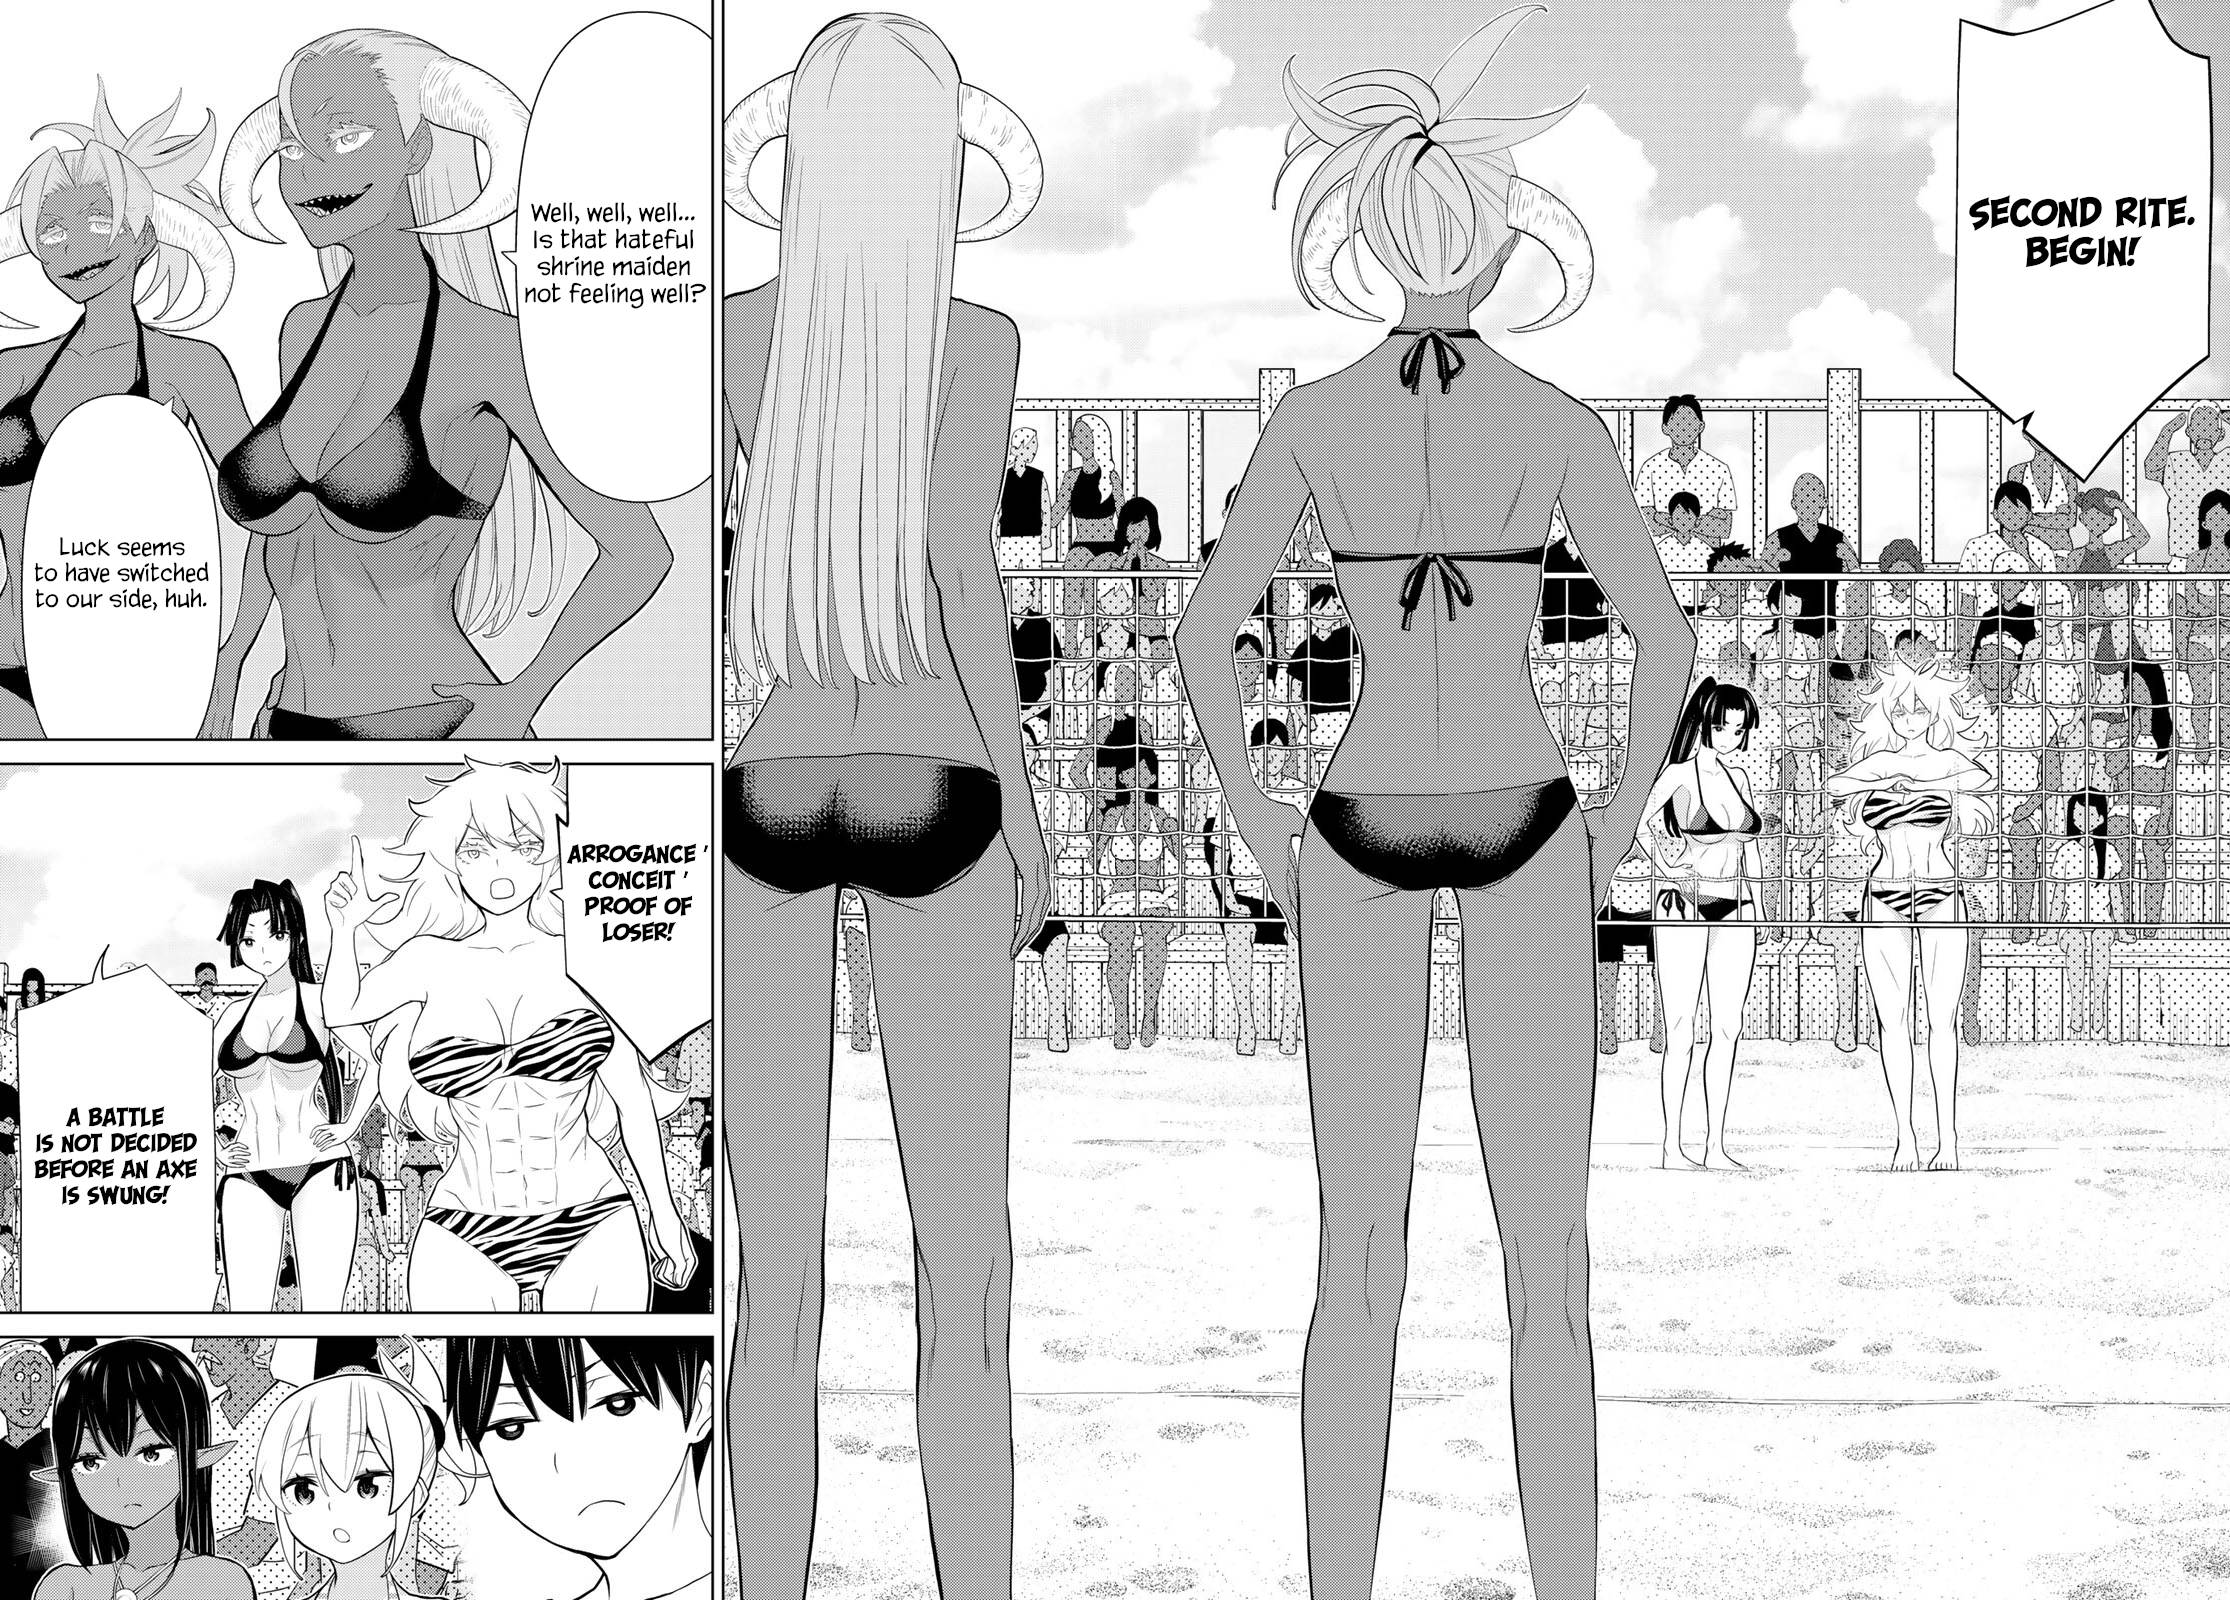 SECOND RITE.
BEGIN!
Well, well, well...
Is that hateful
shrine maiden
not feeling well?
Luck seems
to have switched
to our side, huh.
ARROGANCE '
CONCEIT '
PROOF OF
LOSER!
A BATTLE
IS NOT DECIDED
BEFORE AN AXE
IS SWUNG!